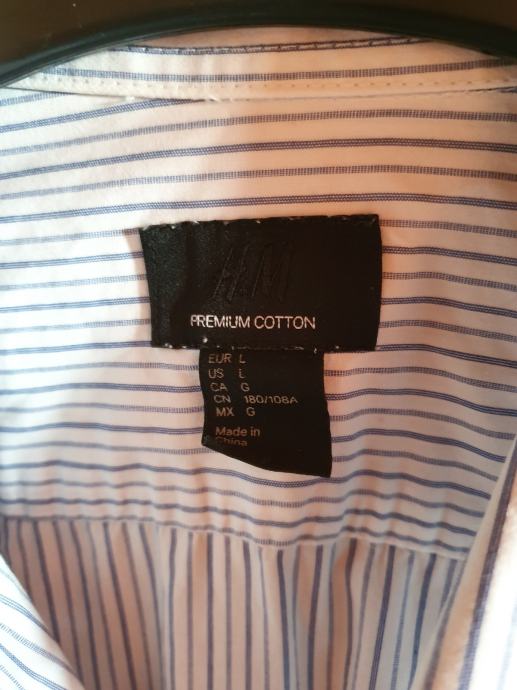 H&M
PREMIUM COTTON
EUR L
US L
CA G
CN 180/108A
MX G
Made in
China